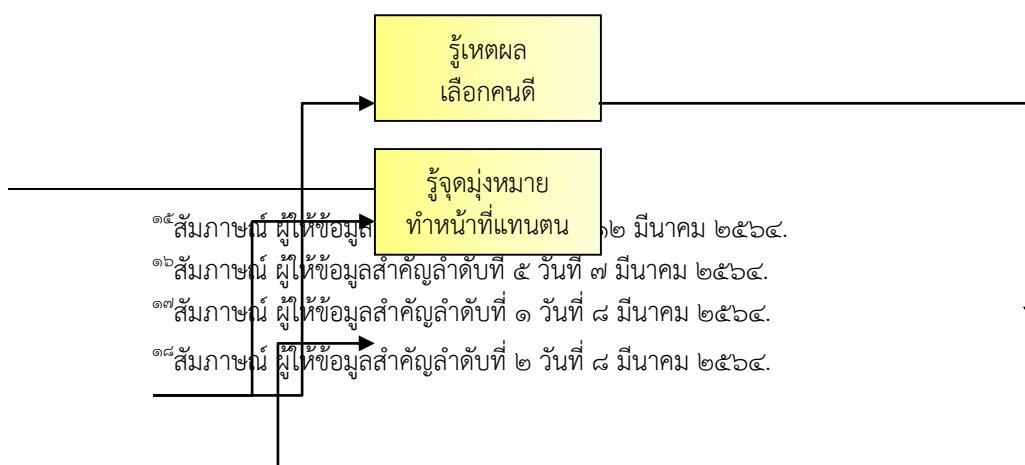 รู้เหตผล
เลือกคนดี
รู้จุดมุ่งหมาย
ทำหน้าที่แทนตน
๑๕สัมภาษณ์ ผู้ให้ข้อมูล ๑๒ มีนาคม ๒๕๖๔.
๑๖สัมภาษณ์ ผู้ให้ข้อมูลสำคัญลำดับที่ ๕ วันที่ ๗ มีนาคม ๒๕๖๔.
๑๗สัมภาษณ์ ผู้ให้ข้อมูลสำคัญลำดับที่ ๑ วันที่ ๘ มีนาคม ๒๕๖๔.
๑๘สัมภาษณ์ ผู้ให้ข้อมูลสำคัญลำดับที่ ๒ วันที่ ๘ มีนาคม ๒๕๖๔.